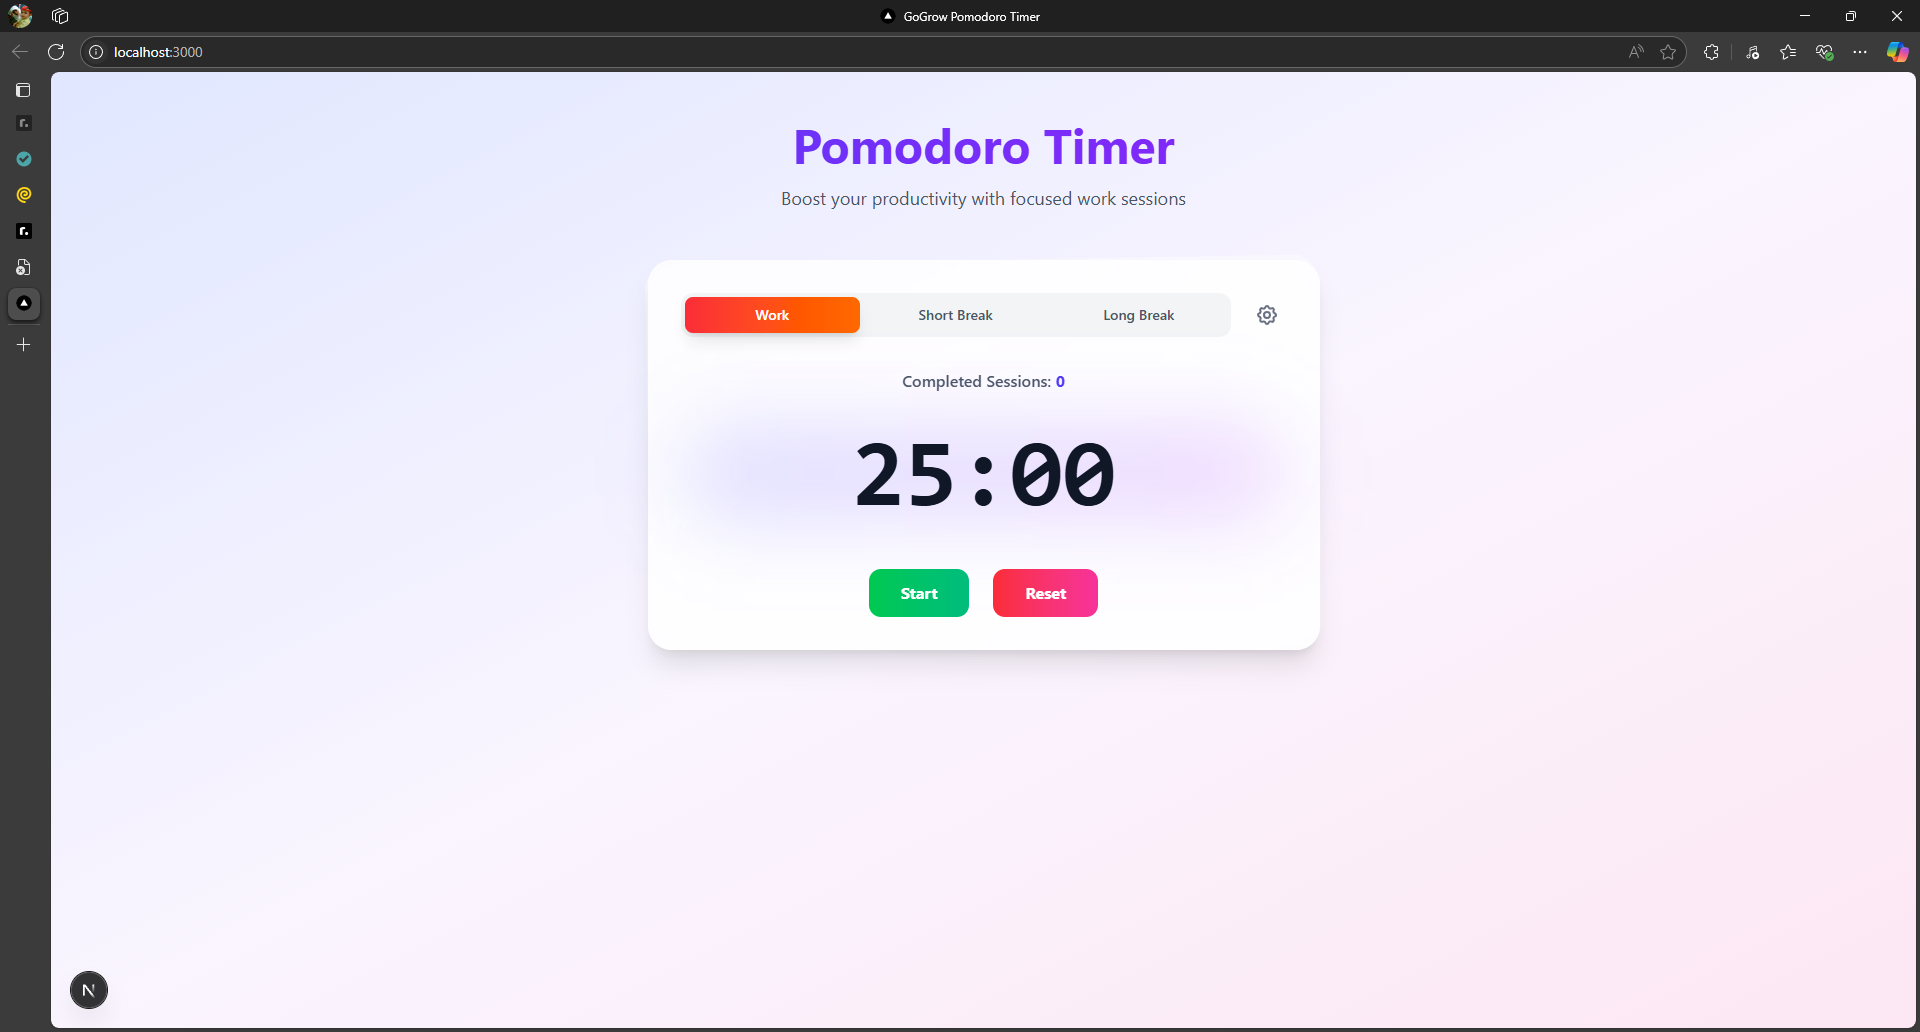 GoGrow Pomodoro Timer
localhost:3000
Pomodoro Timer
Boost your productivity with focused work sessions
Work
Short Break
Long Break
Completed Sessions: 0
25:00
Start
Reset
N